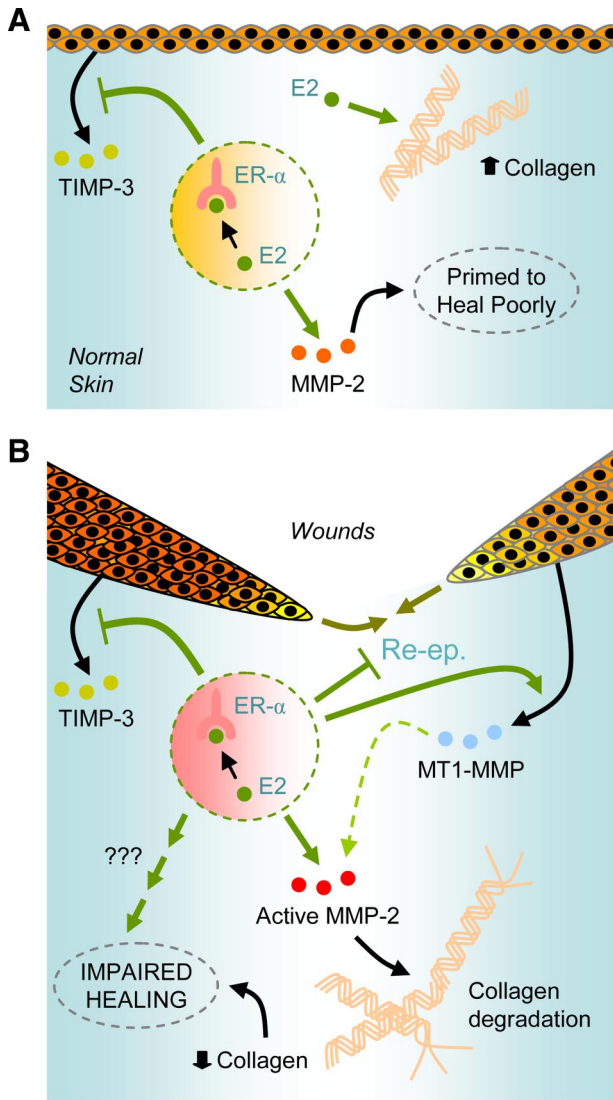 A
E2
TIMP-3
ER-α
Collagen
E2
Primed to
Heal Poorly
Normal
Skin
MMP-2
B
Wounds
Re-ep.
TIMP-3
ER-α
E2
MT1-MMP
???
Active MMP-2
IMPAIRED
HEALING
Collagen
degradation
Collagen